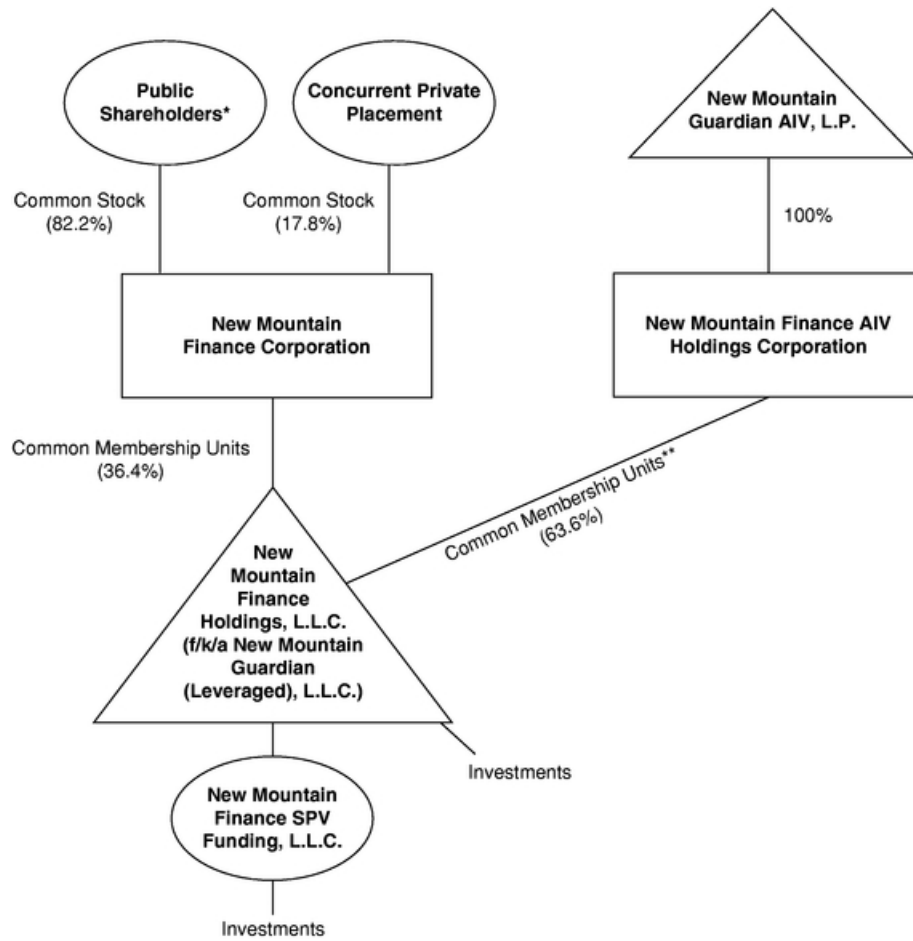 Public
Shareholders*
Concurrent Private
Placement
New Mountain
Guardian AIV, L.P.
Common Stock
(82.2%)
Common Stock
(17.8%)
100%
New Mountain
Finance Corporation
New Mountain Finance AIV
Holdings Corporation
Common Membership Units
(36.4%)
Common Membership Units**
(63.6%)
New
Mountain
Finance
Holdings, L.L.C.
(f/k/a New Mountain
Guardian
(Leveraged), L.L.C.)
Investments
New Mountain
Finance SPV
Funding, L.L.C.
Investments